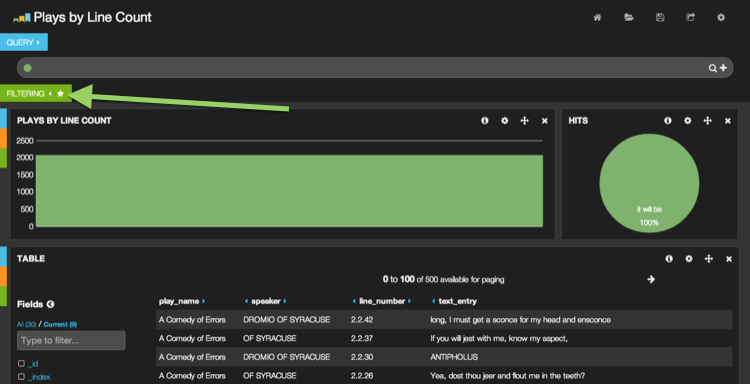 Plays by Line Count
QUERY
FILTERING
PLAYS BY LINE COUNT
2500
2000
1500
1000
500
0
HITS
It will be
100%
TABLE
0 to 100 of 500 available for paging
Fields
All (30) / Current (9)
Type to filter...
_id
_index
play_name speaker line_number text_entry
A Comedy of Errors DROMIO OF SYRACUSE 2.2.42 long, I must get a sconce for my head and ensconce
A Comedy of Errors OF SYRACUSE 2.2.37 If you will jest with me, know my aspect,
A Comedy of Errors DROMIO OF SYRACUSE 2.2.30 ANTIPHOLUS
A Comedy of Errors OF SYRACUSE 2.2.26 Yea, dost thou jeer and flout me in the teeth?